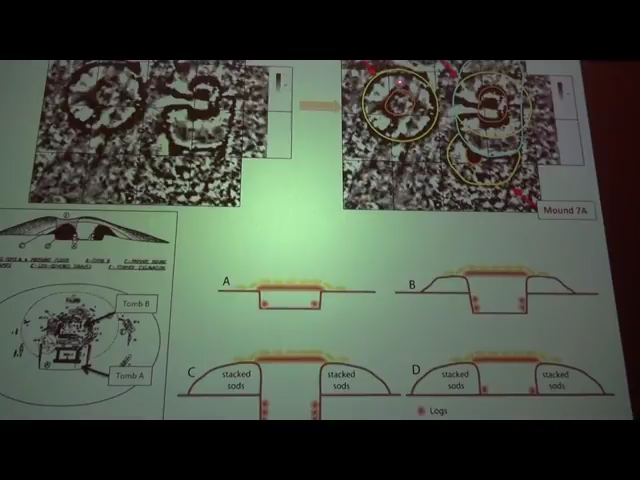 Mound 7A
Tomb B
Tomb A
A
B
C
stacked
sods
stacked
sods
D
stacked
sods
stacked
sods
Logs